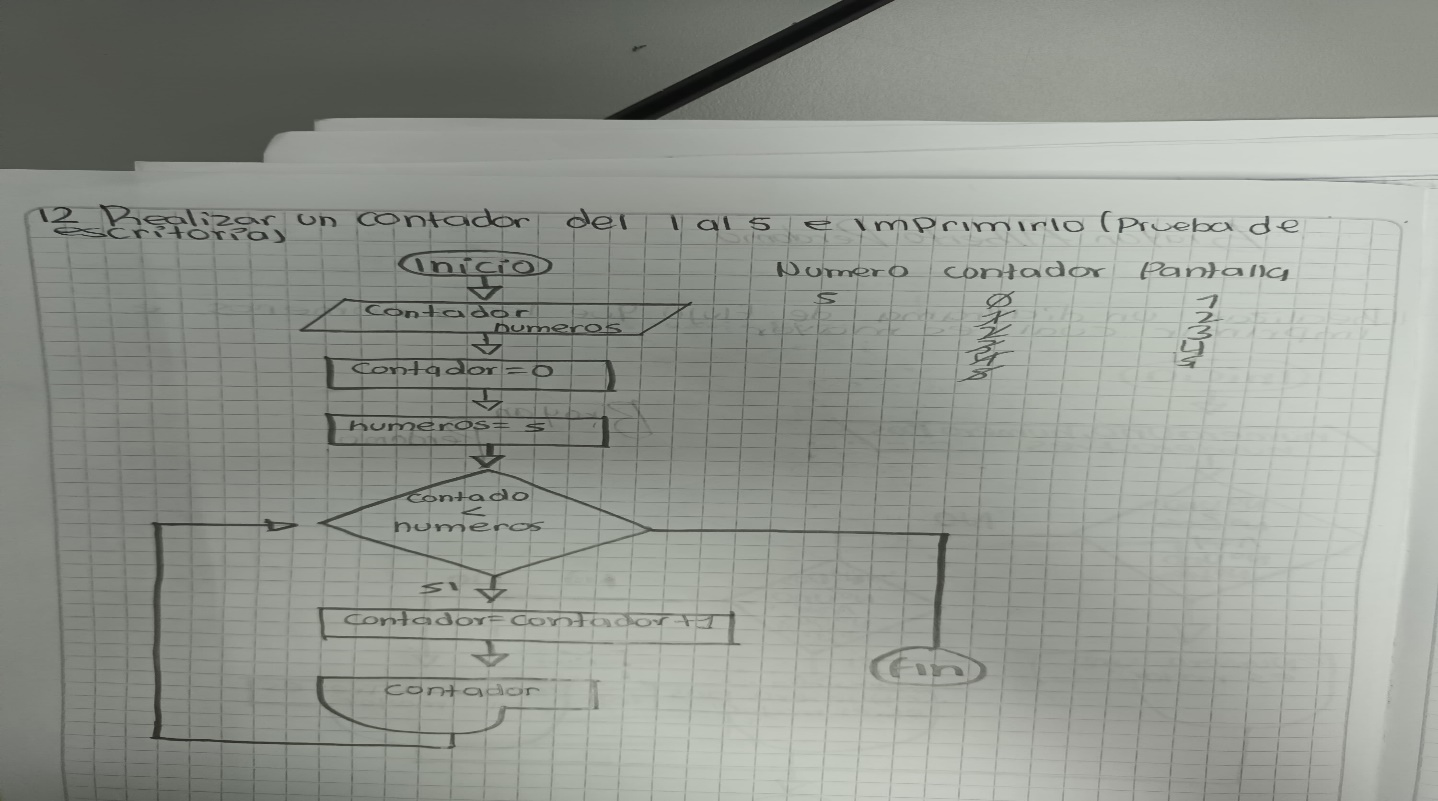 12 Realizar un contador del 1 al 5 e imprimirlo (Prueba de
escritoria)
Inicio
Contador
numeros
Contador = 0
numeros= 5
contado
<
numeros
si
contador=contador+1
contador
fin
Numero contador Pantalla
5 0 1
1 2
2 3
3 4
4 5
5